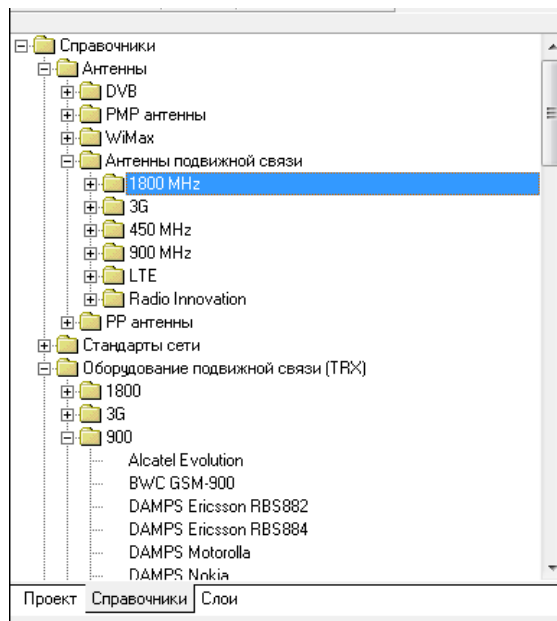 Справочники
Антенны
DVB
PMP антенны
WiMax
Антенны подвижной связи
1800 MHz
3G
450 MHz
900 MHz
LTE
Radio Innovation
PP антенны
Стандарты сети
Оборудование подвижной связи (TRX)
1800
3G
900
Alcatel Evolution
BWC GSM-900
DAMPS Ericsson RBS882
DAMPS Ericsson RBS884
DAMPS Motorolla
DAMPS Nokia
Проект Справочники Слои